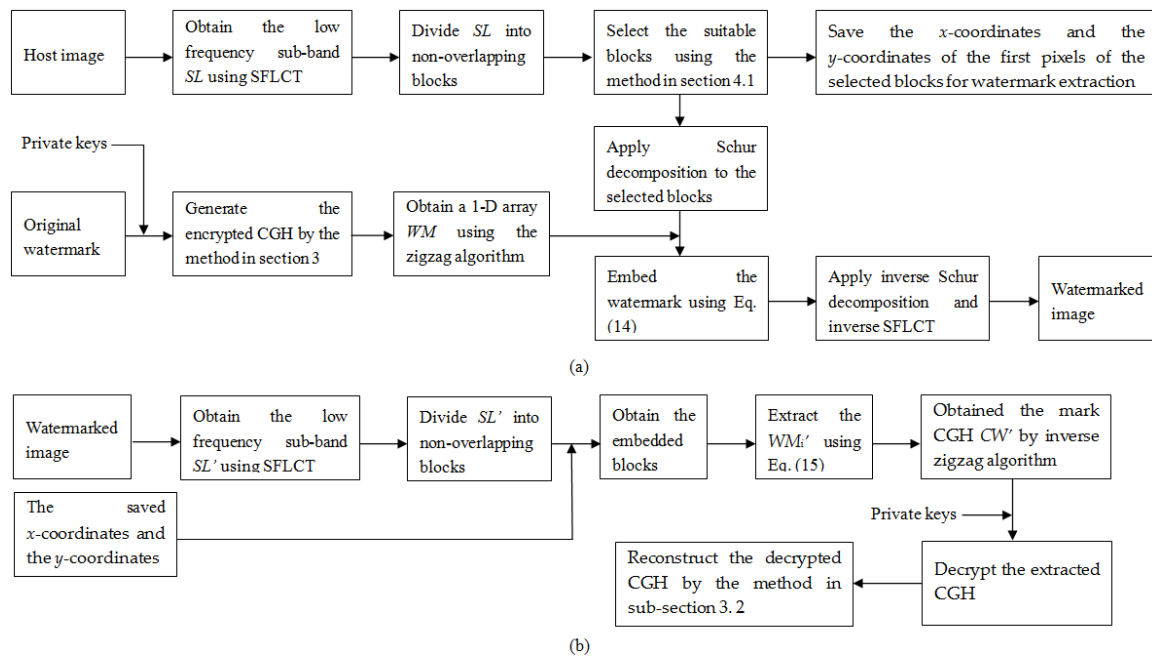 Host image
Obtain the low
frequency sub-band
SL using SFLCT
Divide SL into
non-overlapping
blocks
Select the suitable
blocks using the
method in section 4.1
Save the x-coordinates and the
y-coordinates of the first pixels of the
selected blocks for watermark extraction
Private keys
Apply Schur
decomposition to the
selected blocks
Original
watermark
Generate the
encrypted CGH by the
method in section 3
Obtain a 1-D array
WM using the
zigzag algorithm
Embed the
watermark using Eq.
(14)
Apply inverse Schur
decomposition and
inverse SFLCT
Watermarked
image
(a)
Watermarked
image
Obtain the low
frequency sub-band
SL' using SFLCT
Divide SL' into
non-overlapping
blocks
Obtain the
embedded
blocks
Extract the
WMi' using
Eq. (15)
Obtained the mark
CGH CW' by inverse
zigzag algorithm
The saved
x-coordinates and
the y-coordinates
Private keys
Reconstruct the decrypted
CGH by the method in
sub-section 3. 2
Decrypt the extracted
CGH
(b)